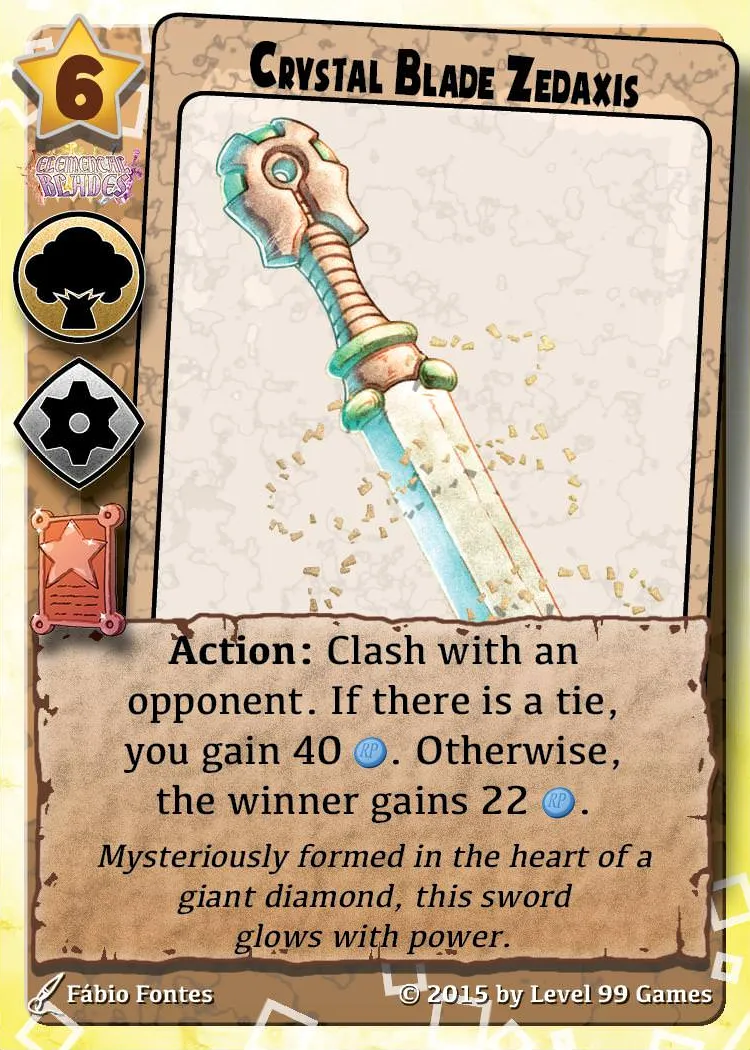 6
CRYSTAL BLADE ZEDAXIS
ELEMENTAL
BLADES
Action: Clash with an
opponent. If there is a tie,
you gain 40 RP. Otherwise,
the winner gains 22 RP.
Mysteriously formed in the heart of a
giant diamond, this sword
glows with power.
Fábio Fontes
© 2015 by Level 99 Games